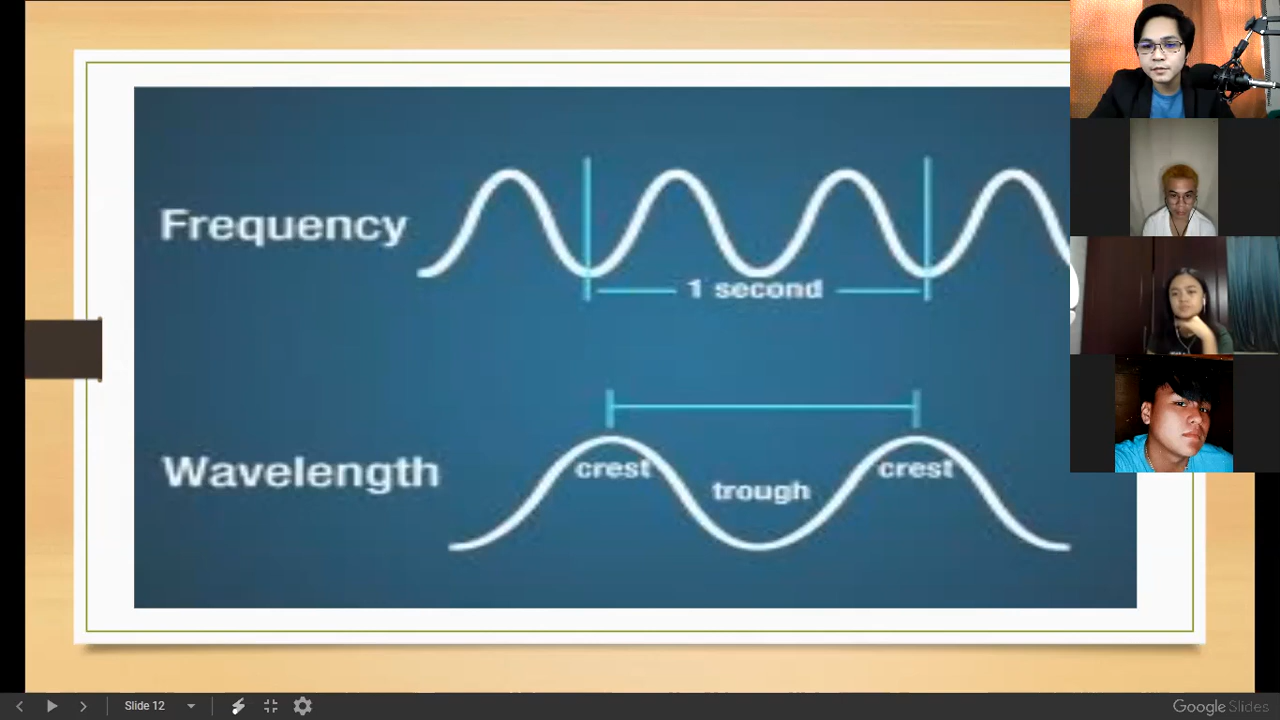 Frequency
1 second
Wavelength
crest
crest
trough
Slide 12
Google Slides